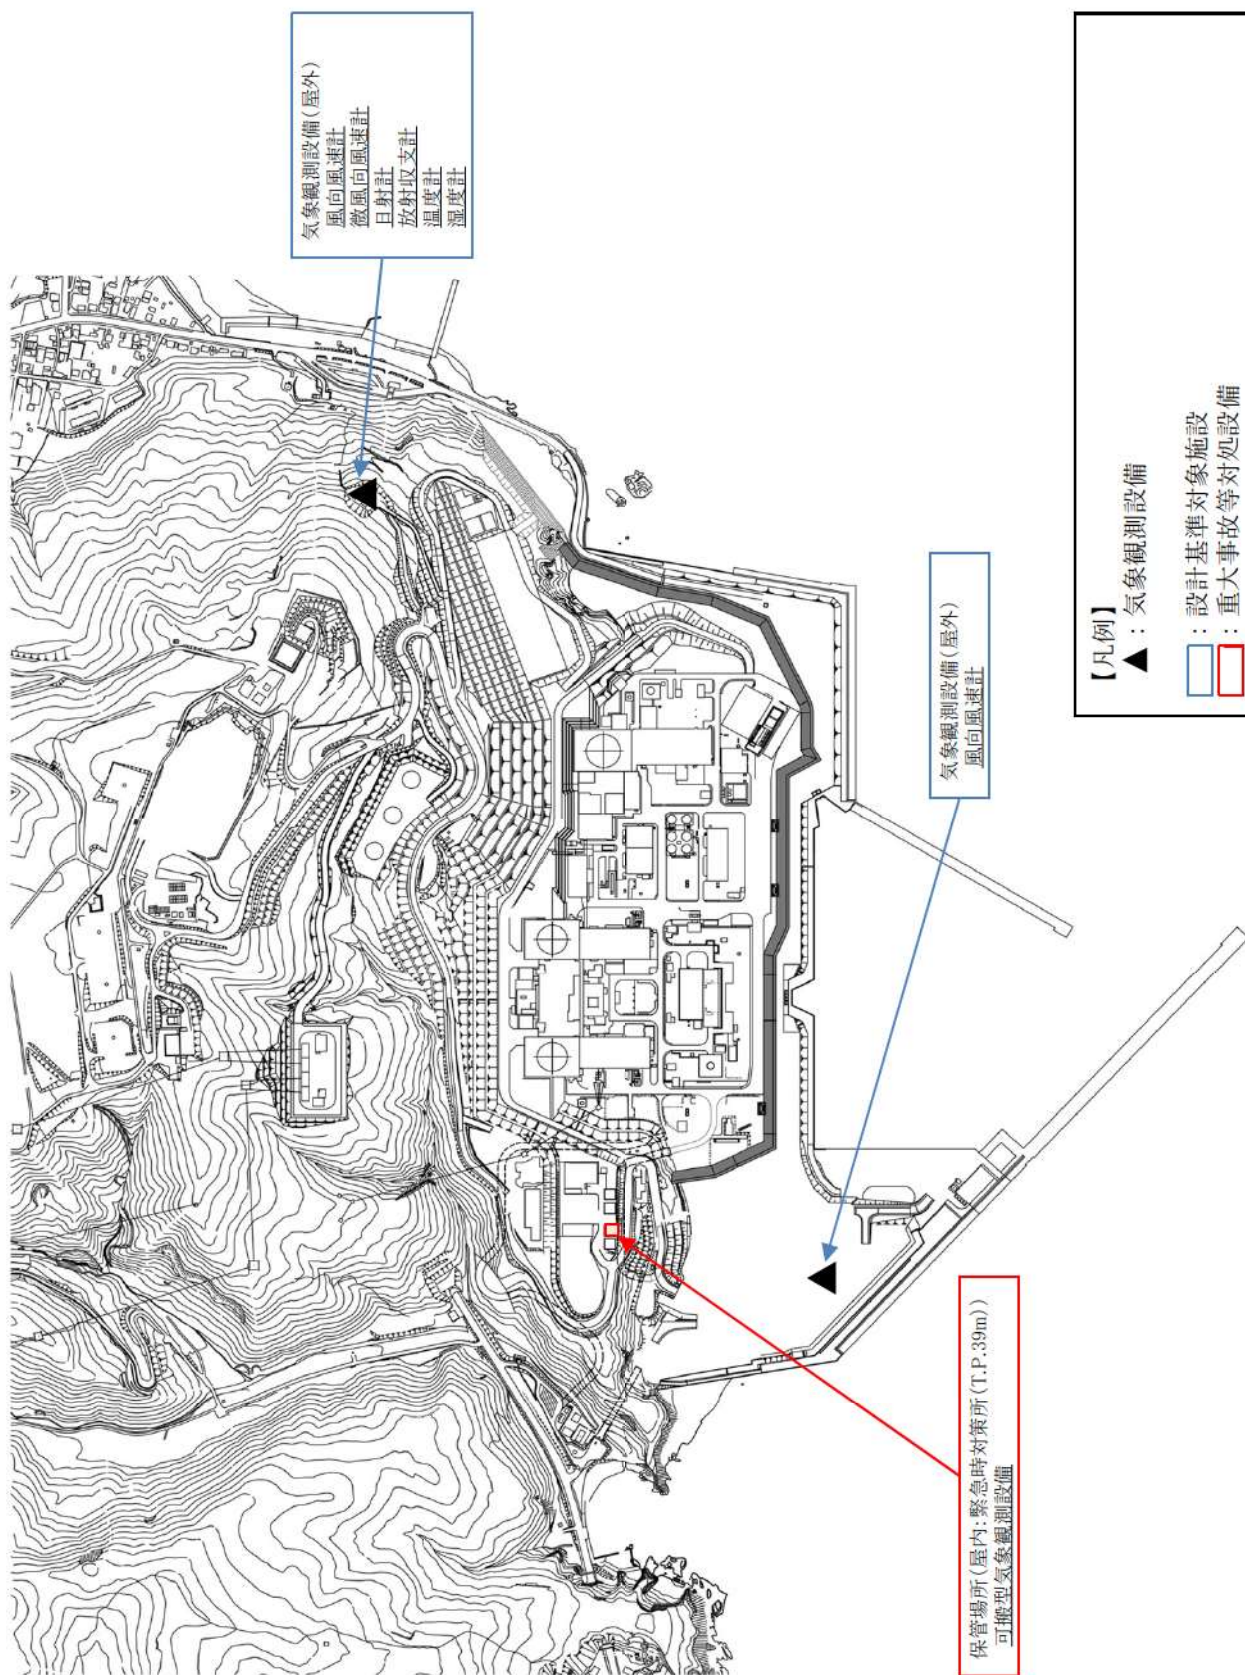 気象観測設備(屋外)
風向風速計
微風向風速計
日射計
放射収支計
温度計
湿度計
気象観測設備(屋外)
風向風速計
保管場所(屋内:緊急時対策所(T.P.39m))
可搬型気象観測設備
【凡例】
▲ : 気象観測設備
: 設計基準対象施設
: 重大事故等対処設備